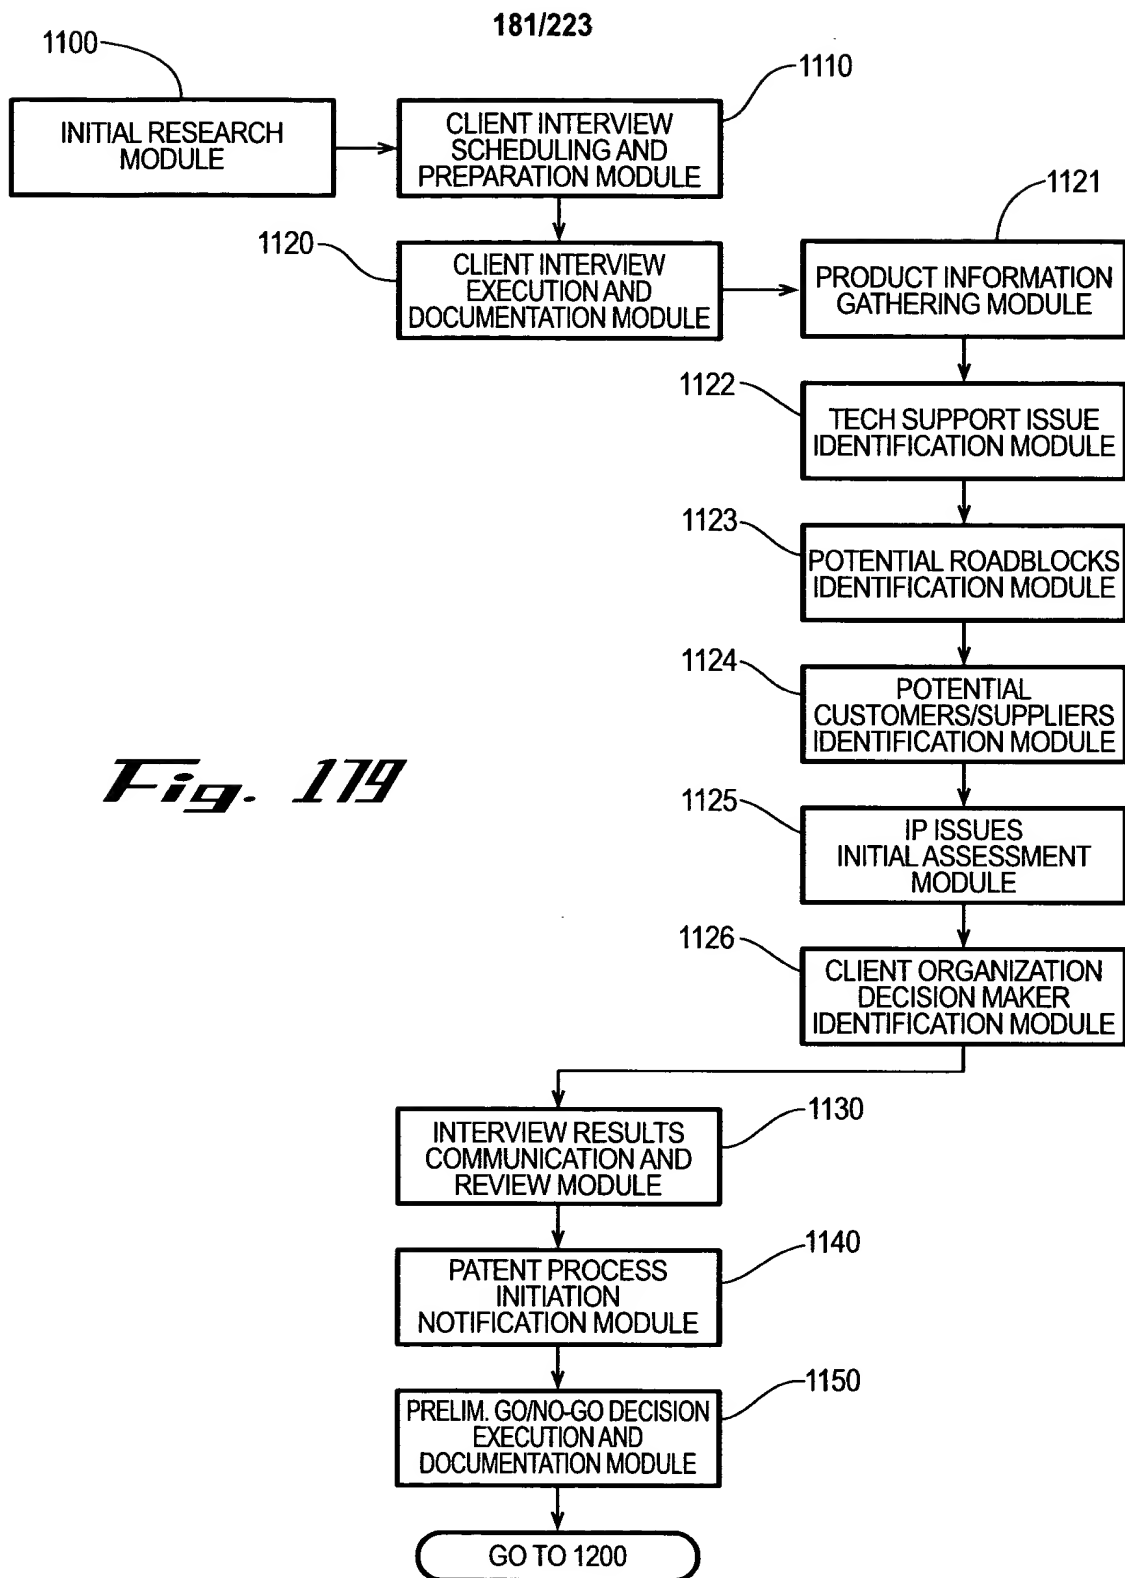 181/223
1100
INITIAL RESEARCH
MODULE
1110
CLIENT INTERVIEW
SCHEDULING AND
PREPARATION MODULE
1120
CLIENT INTERVIEW
EXECUTION AND
DOCUMENTATION MODULE
1121
PRODUCT INFORMATION
GATHERING MODULE
1122
TECH SUPPORT ISSUE
IDENTIFICATION MODULE
1123
POTENTIAL ROADBLOCKS
IDENTIFICATION MODULE
1124
POTENTIAL
CUSTOMERS/SUPPLIERS
IDENTIFICATION MODULE
Fig. 179
1125
IP ISSUES
INITIAL ASSESSMENT
MODULE
1126
CLIENT ORGANIZATION
DECISION MAKER
IDENTIFICATION MODULE
1130
INTERVIEW RESULTS
COMMUNICATION AND
REVIEW MODULE
1140
PATENT PROCESS
INITIATION
NOTIFICATION MODULE
1150
PRELIM. GO/NO-GO DECISION
EXECUTION AND
DOCUMENTATION MODULE
GO TO 1200